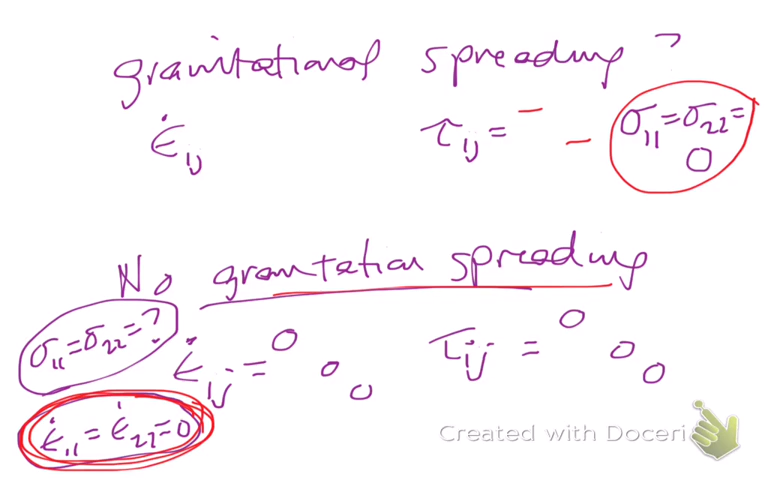 gravitational spreading ?
ε̇ij τij = – – σ11 = σ22 = 0
No gravitation spreading
σ11 = σ22 = ?
ε̇ij = 0 0 0 τij = 0 0 0
ε̇11 = ε̇22 = 0
Created with Doceri